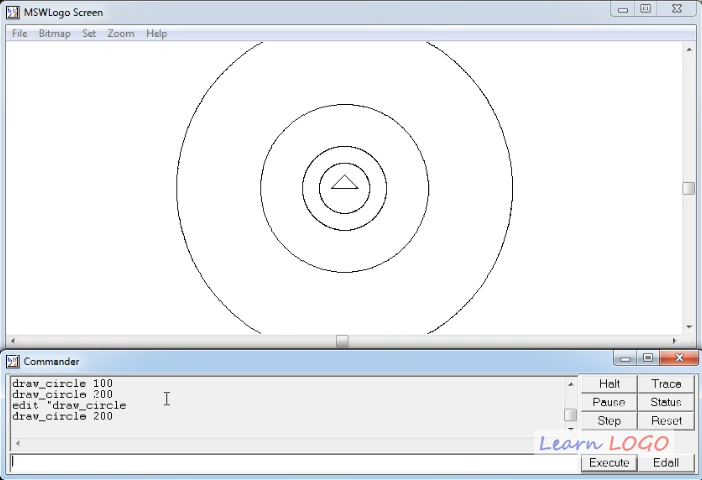 MSWLogo Screen
File Bitmap Set Zoom Help
Commander
draw_circle 100
draw_circle 200
edit "draw_circle
draw_circle 200
Halt Trace
Pause Status
Step Reset
Learn LOGO
Execute Edall